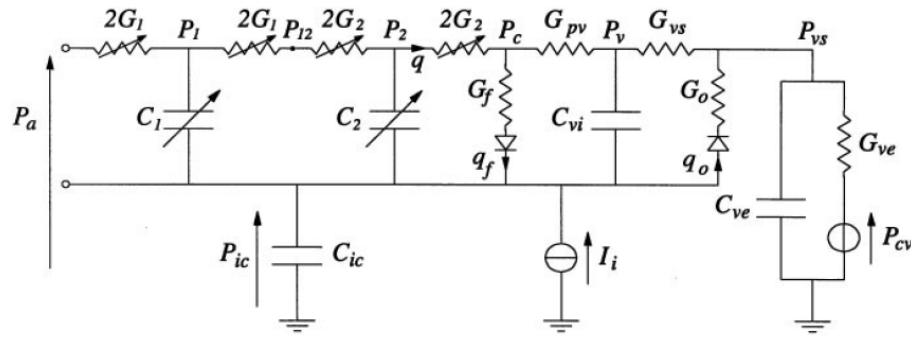 2G1 P1 2G1 P12 2G2 P2 q 2G2 Pc Gpv Pv Gvs Pvs
Pa C1 C2 Gf qf Cvi Go qo Cve Gve Pcv
Pic Cic Ii